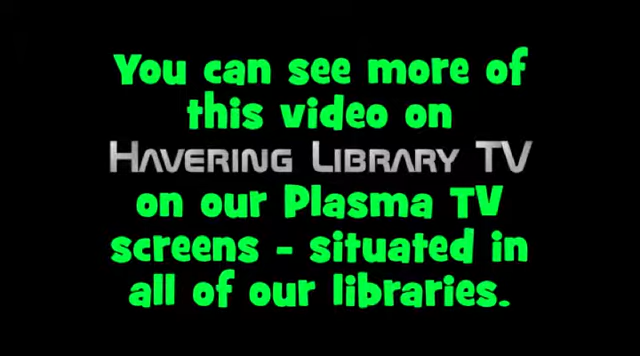 You can see more of
this video on
HAVERING LIBRARY TV
on our Plasma TV
screens - situated in
all of our libraries.